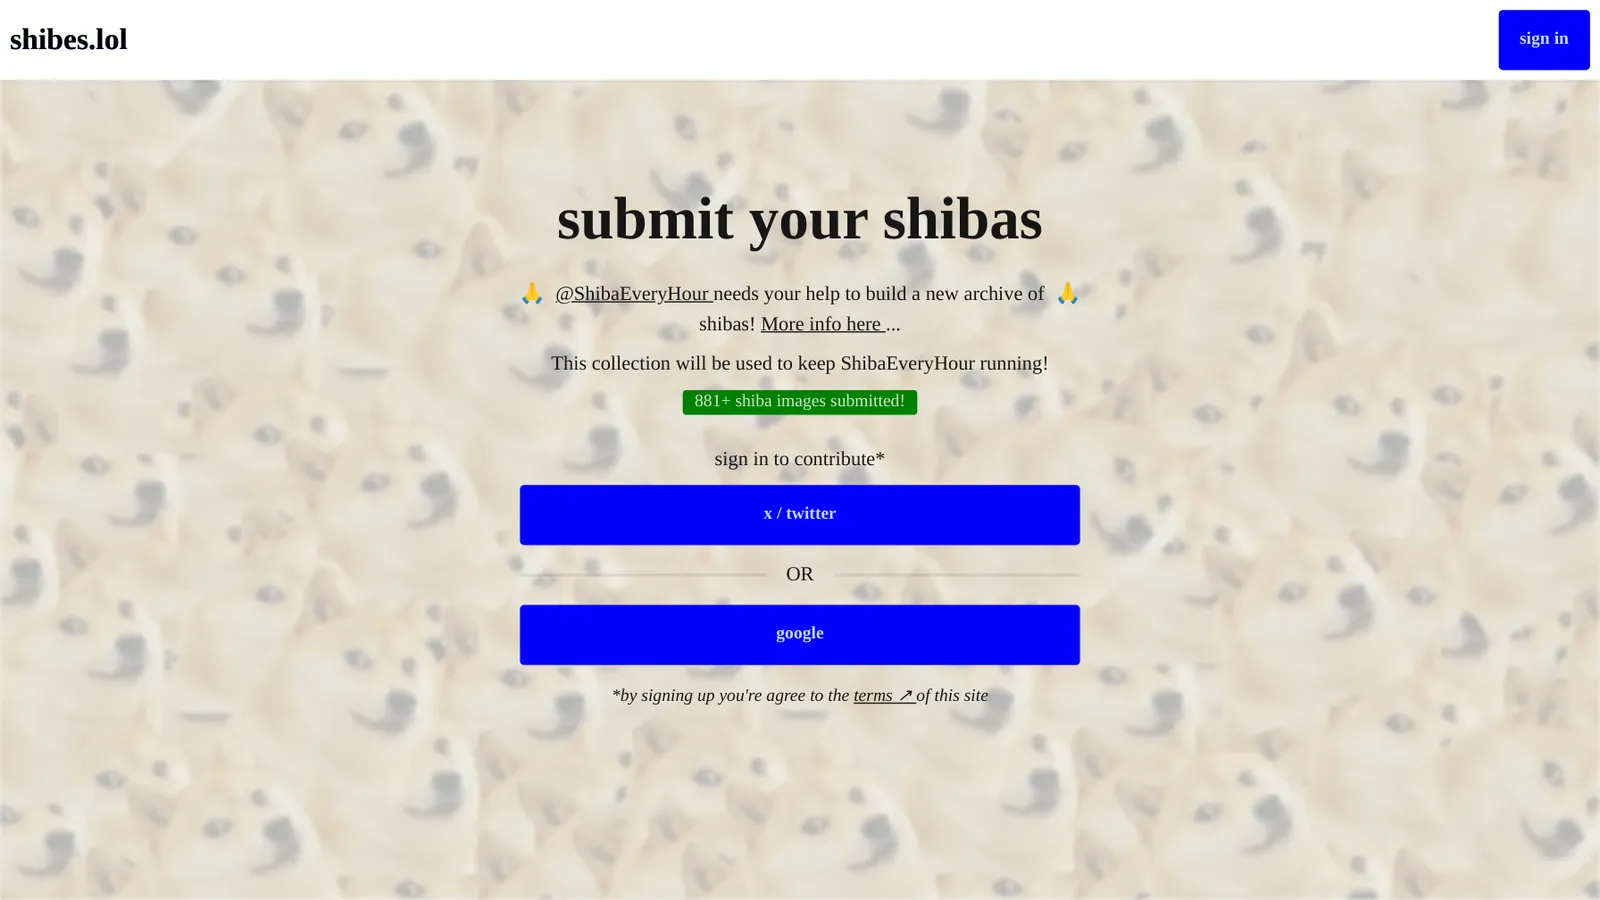 shibes.lol
sign in
submit your shibas
🙏 @ShibaEveryHour needs your help to build a new archive of 🙏
shibas! More info here ...
This collection will be used to keep ShibaEveryHour running!
881+ shiba images submitted!
sign in to contribute*
x / twitter
OR
google
*by signing up you're agree to the terms ↗ of this site